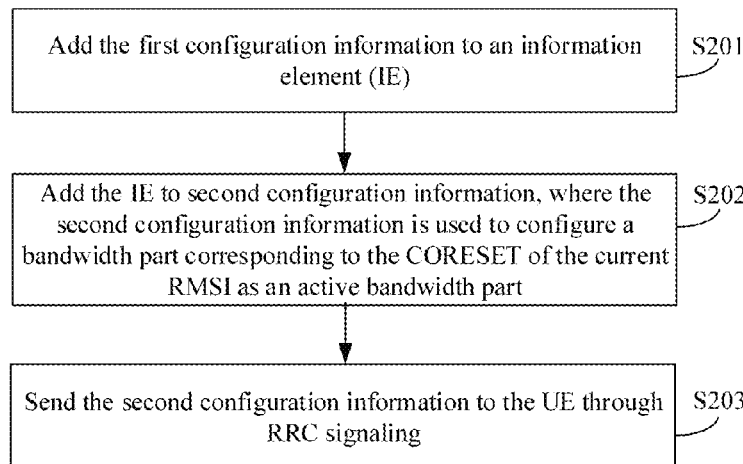 Add the first configuration information to an information
element (IE)
S201
Add the IE to second configuration information, where the
second configuration information is used to configure a
bandwidth part corresponding to the CORESET of the current
RMSI as an active bandwidth part
S202
Send the second configuration information to the UE through
RRC signaling
S203